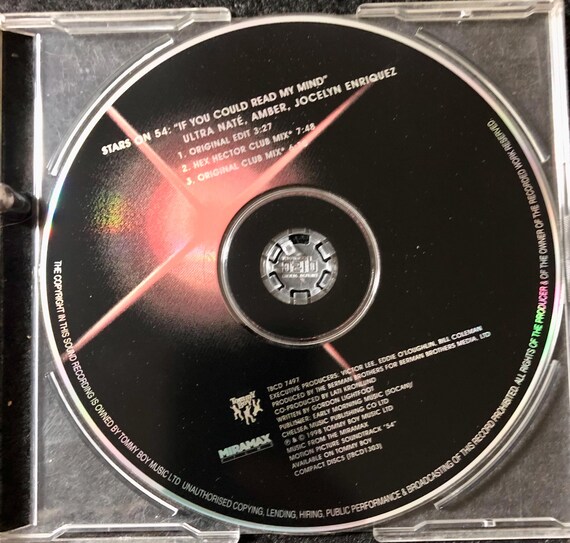 STARS ON 54: "IF YOU COULD READ MY MIND"
ULTRA NATÉ, AMBER, JOCELYN ENRIQUEZ
1. ORIGINAL EDIT 3:27
2. HEX HECTOR CLUB MIX* 7:48
3. ORIGINAL CLUB MIX*
TBCD 7497
EXECUTIVE PRODUCERS: VICTOR LEE, EDDIE O'LOUGHLIN, BILL COLEMAN
PRODUCED BY THE BERMAN BROTHERS FOR BERMAN BROTHERS MEDIA, LTD
CO-PRODUCED BY LARI KRONLUND
WRITTEN BY GORDON LIGHTFOOT
PUBLISHER: EARLY MORNING MUSIC (SOCAN)/
CHELSEA MUSIC PUBLISHING CO LTD
℗ & © 1998 TOMMY BOY MUSIC LTD
MUSIC FROM THE MIRAMAX
MOTION PICTURE SOUNDTRACK "54"
AVAILABLE ON TOMMY BOY
COMPACT DISCS (TBCD1303)
TOMMY BOY
MIRAMAX
THE COPYRIGHT IN THIS SOUND RECORDING IS OWNED BY TOMMY BOY MUSIC LTD. UNAUTHORISED COPYING, LENDING, HIRING, PUBLIC PERFORMANCE & BROADCASTING OF THIS RECORD PROHIBITED. ALL RIGHTS OF THE PRODUCER & OF THE OWNER OF THE RECORDED WORK RESERVED